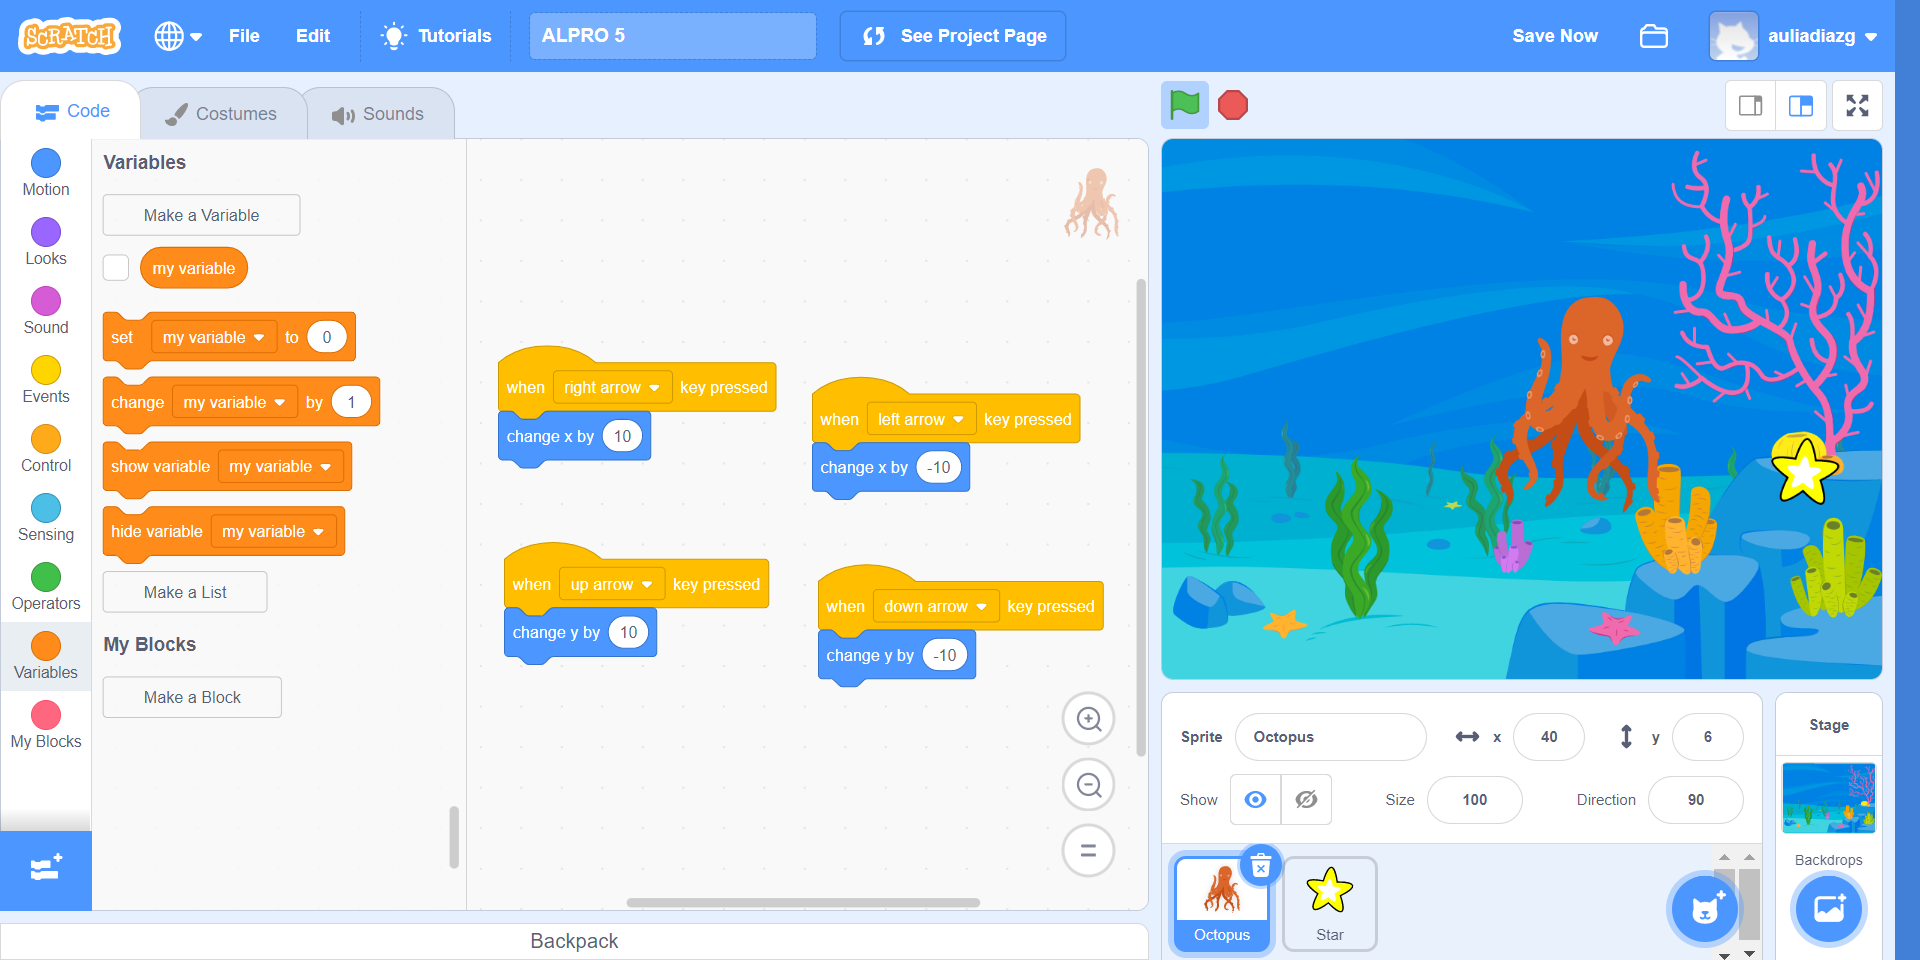 SCRATCH File Edit Tutorials ALPRO 5 See Project Page Save Now auliadiazg
Code Costumes Sounds
Motion
Looks
Sound
Events
Control
Sensing
Operators
Variables
My Blocks
Variables
Make a Variable
my variable
set my variable to 0
change my variable by 1
show variable my variable
hide variable my variable
Make a List
My Blocks
Make a Block
when right arrow key pressed
change x by 10
when left arrow key pressed
change x by -10
when up arrow key pressed
change y by 10
when down arrow key pressed
change y by -10
Backpack
Sprite Octopus x 40 y 6
Show Size 100 Direction 90
Octopus
Star
Stage
Backdrops